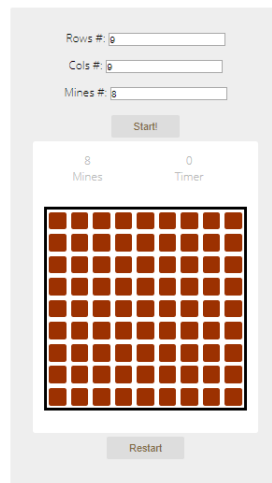 Rows #: 9
Cols #: 9
Mines #: 8
Start!
8 0
Mines Timer
Restart